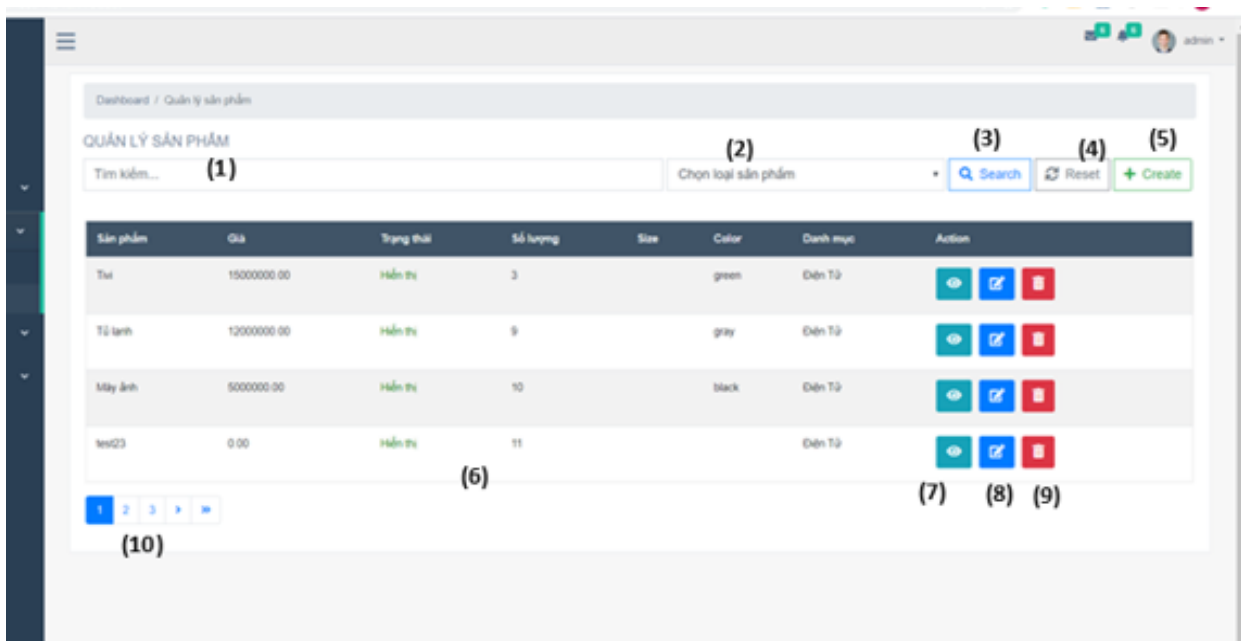 admin
Dashboard / Quản lý sản phẩm
QUẢN LÝ SẢN PHẨM
(1) (2) (3) (4) (5)
Tìm kiếm... Chọn loại sản phẩm Search Reset + Create
Sản phẩm Giá Trạng thái Số lượng Size Color Danh mục Action
Tivi 15000000.00 Hiển thị 3 green Điện Tử
Tủ lạnh 12000000.00 Hiển thị 9 gray Điện Tử
Máy ảnh 5000000.00 Hiển thị 10 black Điện Tử
test23 0.00 Hiển thị 11 Điện Tử
(6) (7) (8) (9)
1 2 3 › »
(10)